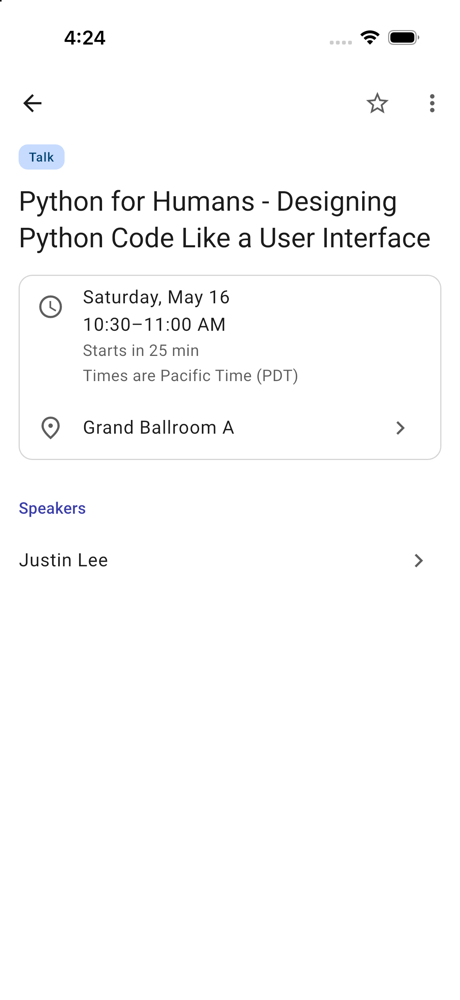 4:24
Talk
Python for Humans - Designing
Python Code Like a User Interface
Saturday, May 16
10:30–11:00 AM
Starts in 25 min
Times are Pacific Time (PDT)
Grand Ballroom A
Speakers
Justin Lee